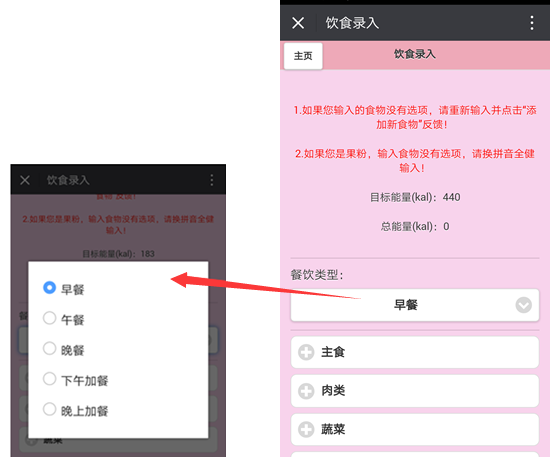 饮食录入
主页
饮食录入
1.如果您输入的食物没有选项，请重新输入并点击“添
加新食物”反馈！
2.如果您是果粉，输入食物没有选项，请换拼音全健
输入！
目标能量(kal)：440
总能量(kal)：0
餐饮类型：
早餐
主食
肉类
蔬菜
饮食录入
食物”反馈！
2.如果您是果粉，输入食物没有选项，请换拼音全健
输入！
目标能量(kal)：183
早餐
午餐
晚餐
下午加餐
晚上加餐
蔬菜